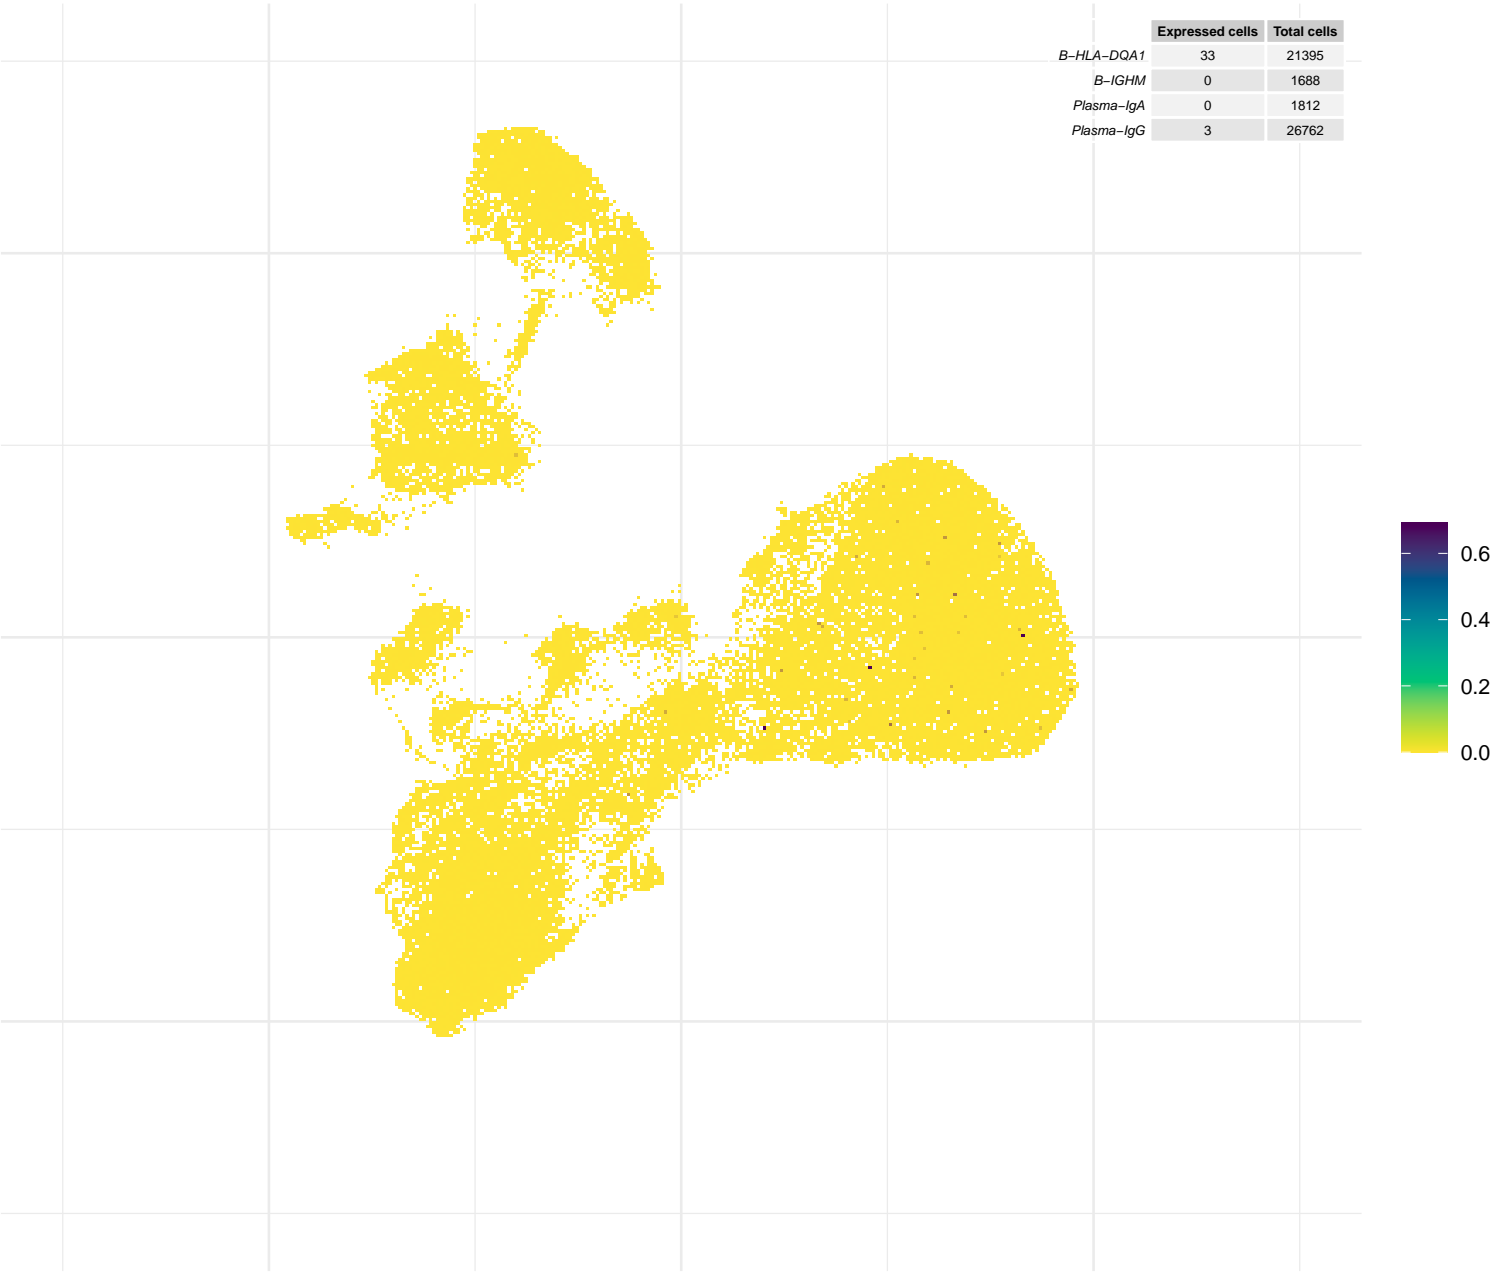 Expressed cells Total cells
B−HLA−DQA1 33 21395
B−IGHM 0 1688
Plasma−IgA 0 1812
Plasma−IgG 3 26762
0.6
0.4
0.2
0.0